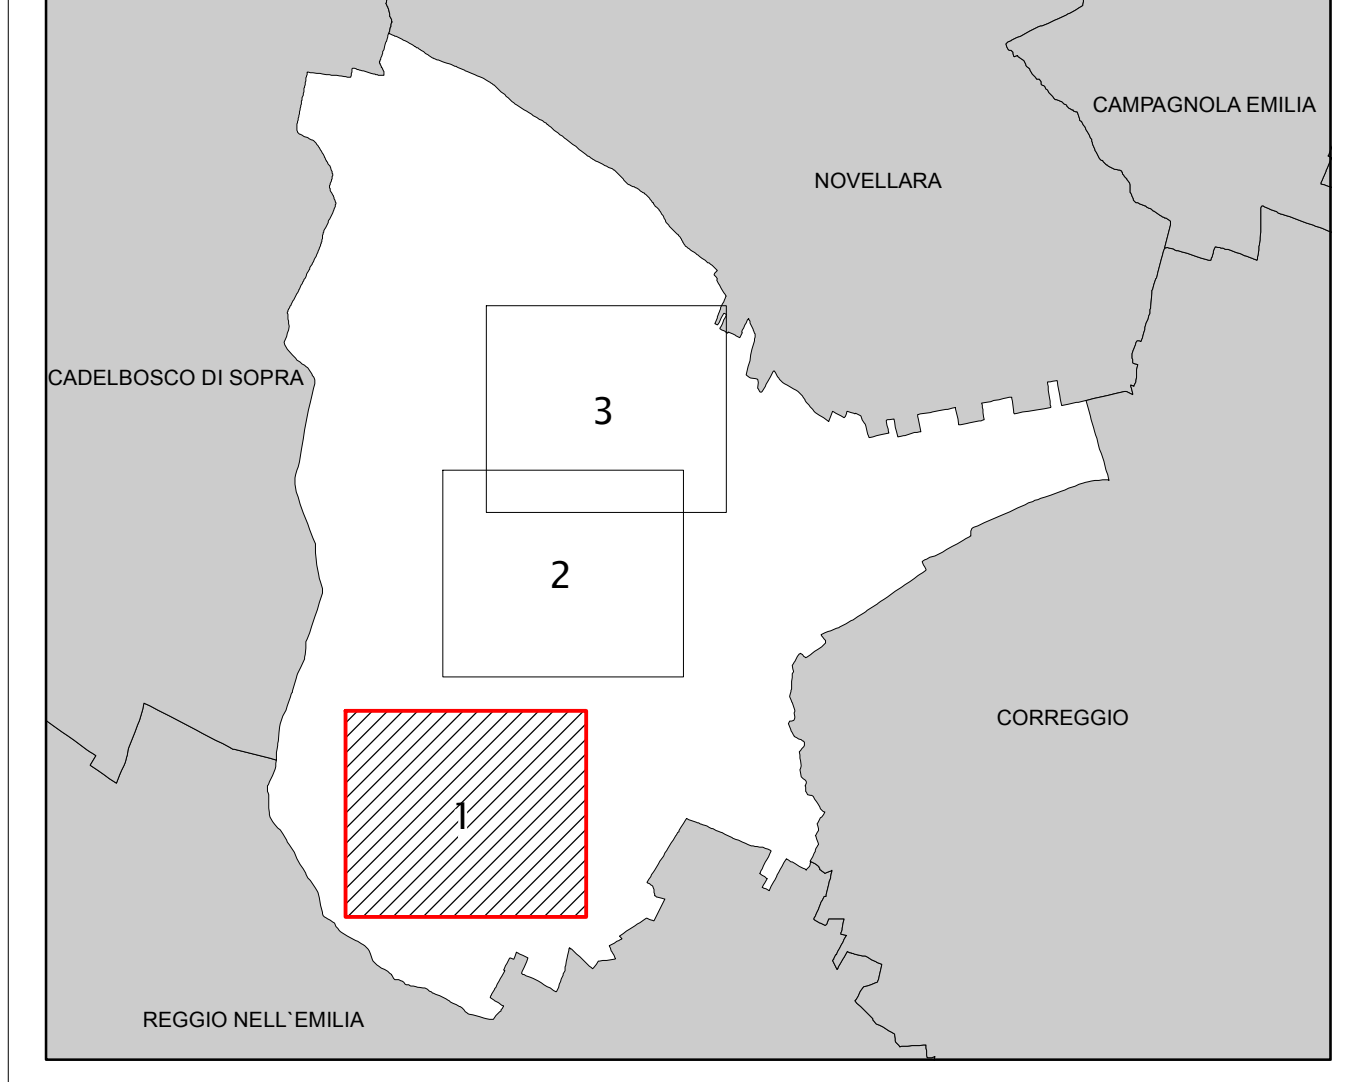 CAMPAGNOLA EMILIA
NOVELLARA
CADELBOSCO DI SOPRA
3
2
CORREGGIO
1
REGGIO NELL`EMILIA